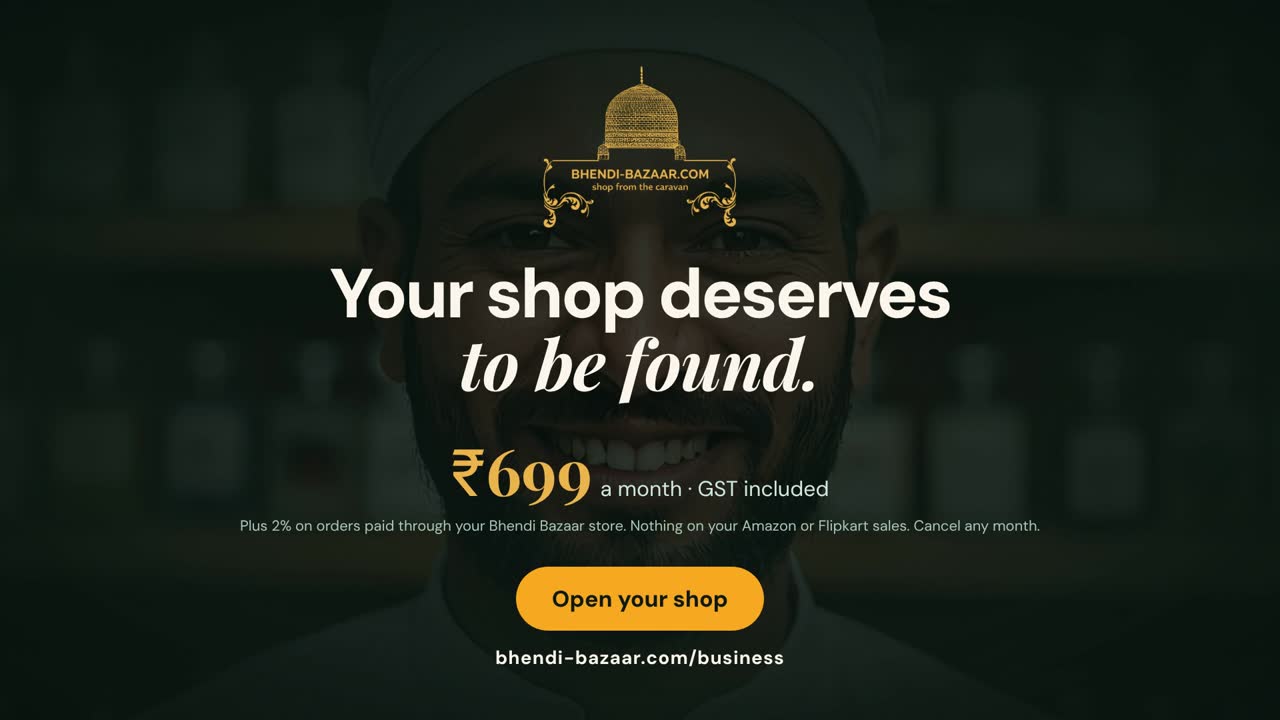 BHENDI-BAZAAR.COM
shop from the caravan
Your shop deserves
to be found.
₹699 a month · GST included
Plus 2% on orders paid through your Bhendi Bazaar store. Nothing on your Amazon or Flipkart sales. Cancel any month.
Open your shop
bhendi-bazaar.com/business